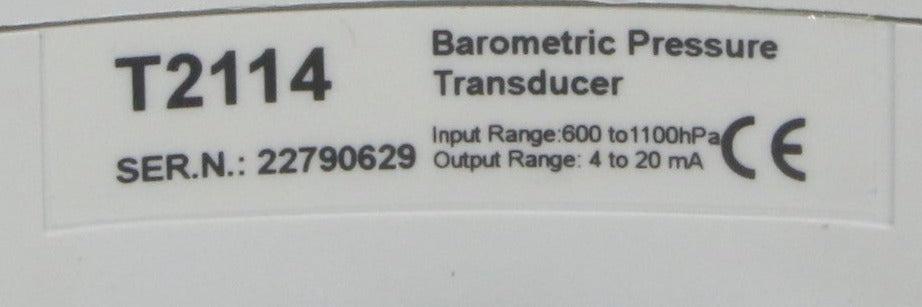 T2114
SER.N.: 22790629
Barometric Pressure
Transducer
Input Range:600 to1100hPa
Output Range: 4 to 20 mA
CE